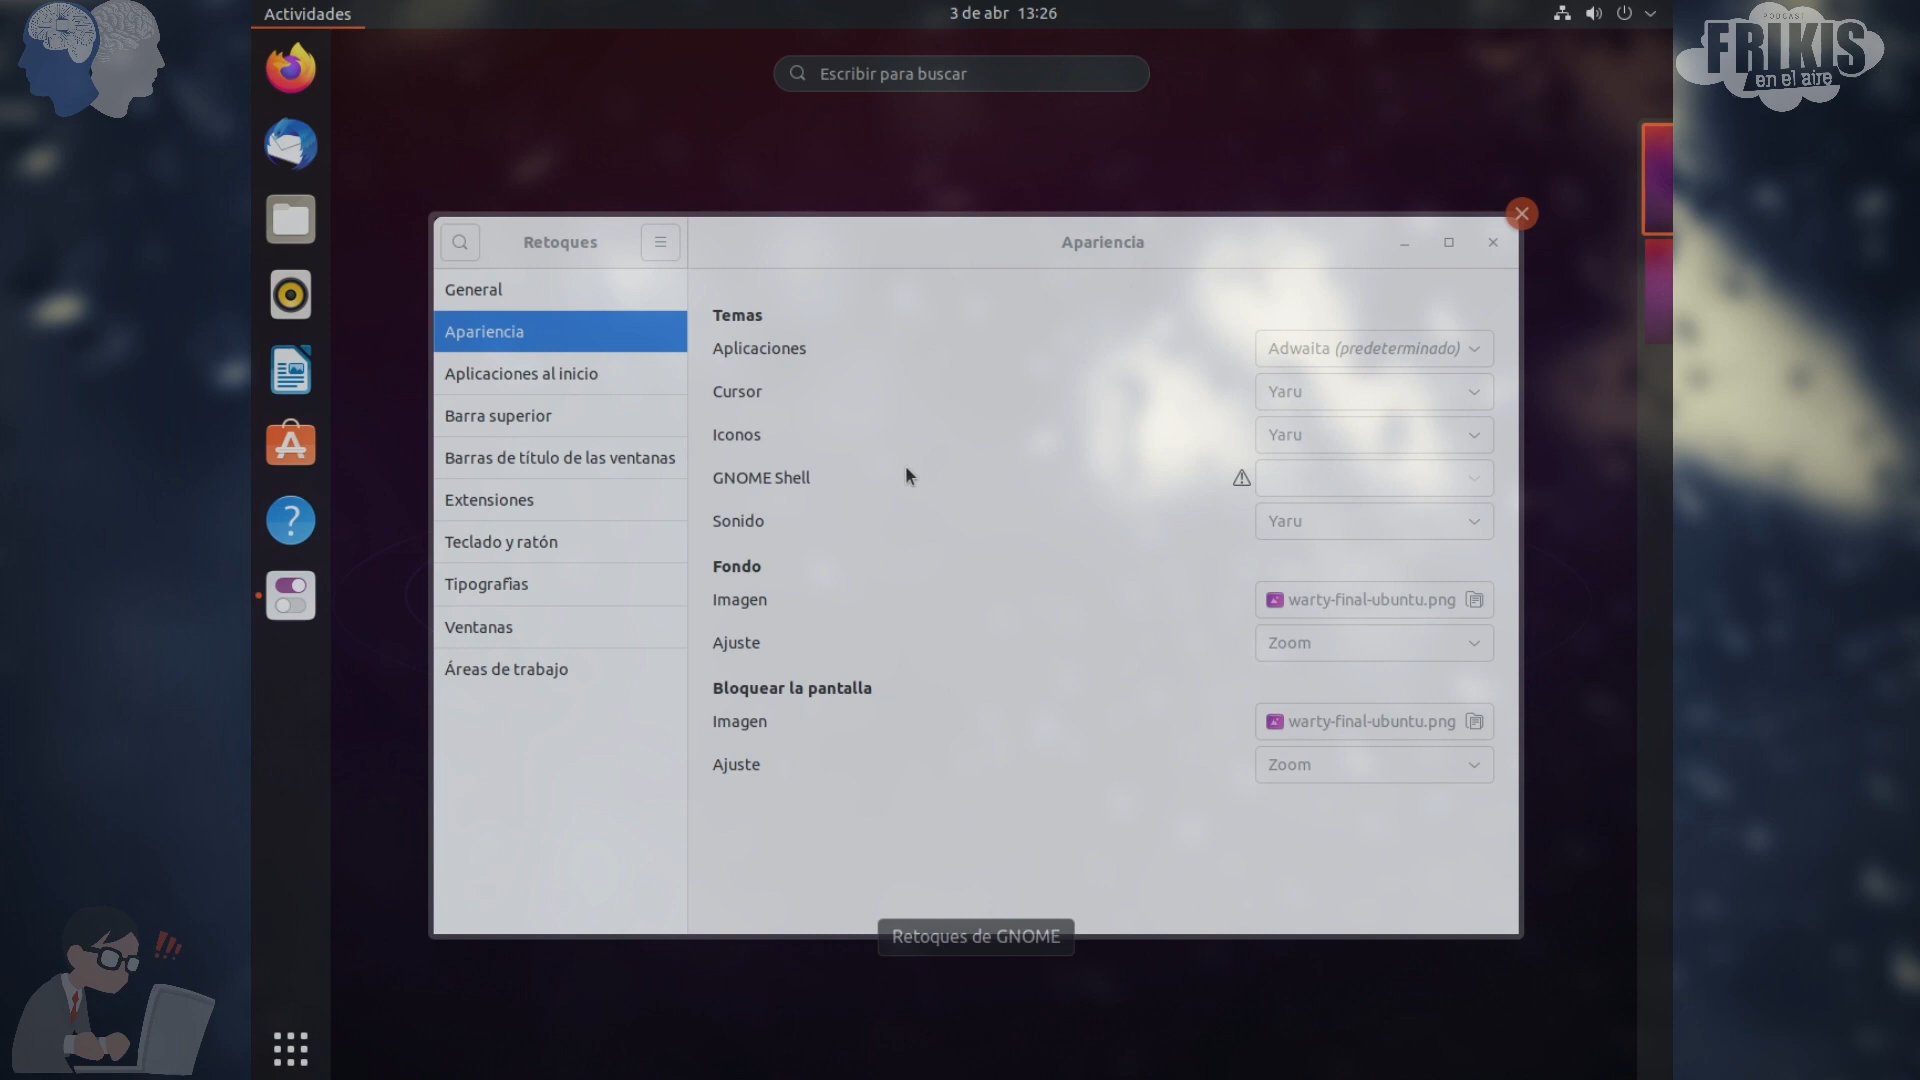 Actividades
3 de abr 13:26
PODCAST
FRIKIS
en el aire
Escribir para buscar
Retoques
Apariencia
General
Apariencia
Aplicaciones al inicio
Barra superior
Barras de título de las ventanas
Extensiones
Teclado y ratón
Tipografías
Ventanas
Áreas de trabajo
Temas
Aplicaciones
Adwaita (predeterminado)
Cursor
Yaru
Iconos
Yaru
GNOME Shell
Sonido
Yaru
Fondo
Imagen
warty-final-ubuntu.png
Ajuste
Zoom
Bloquear la pantalla
Imagen
warty-final-ubuntu.png
Ajuste
Zoom
Retoques de GNOME
!!!